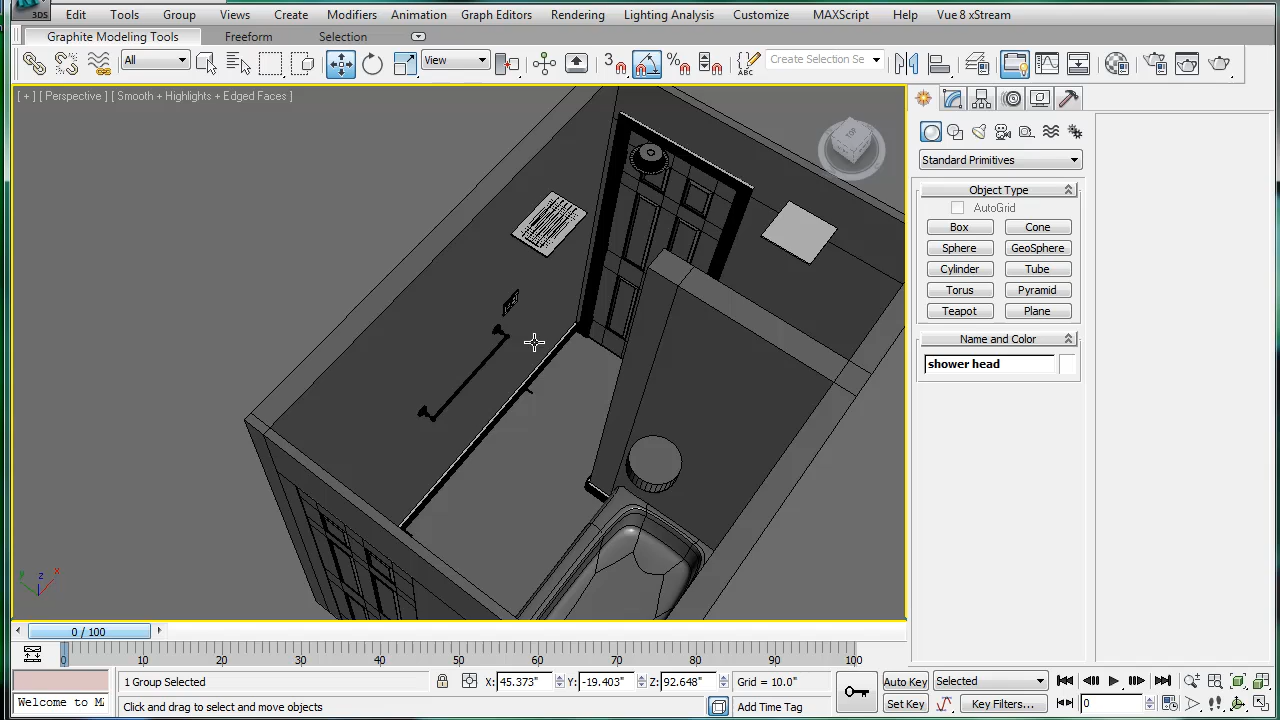 3DS Edit Tools Group Views Create Modifiers Animation Graph Editors Rendering Lighting Analysis Customize MAXScript Help Vue 8 xStream
Graphite Modeling Tools Freeform Selection
All View 3 % ABC Create Selection Se
[ + ] [ Perspective ] [ Smooth + Highlights + Edged Faces ]
TOP
Standard Primitives
Object Type
AutoGrid
Box Cone
Sphere GeoSphere
Cylinder Tube
Torus Pyramid
Teapot Plane
Name and Color
shower head
z
y x
0 / 100
0 10 20 30 40 50 60 70 80 90 100
1 Group Selected X: 45.373" Y: -19.403" Z: 92.648" Grid = 10.0" Auto Key Selected
Welcome to M Click and drag to select and move objects Add Time Tag Set Key Key Filters... 0